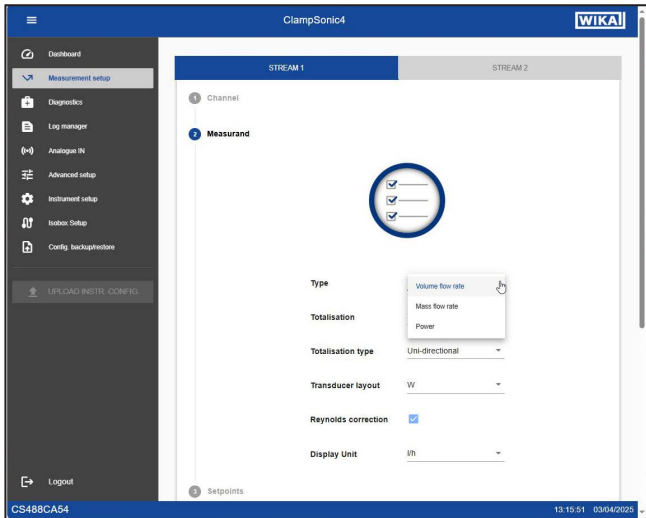 ClampSonic4
WIKA
Dashboard
Measurement setup
Diagnostics
Log manager
Analogue IN
Advanced setup
Instrument setup
Isobox Setup
Config. backup/restore
UPLOAD INSTR. CONFIG.
Logout
STREAM 1 STREAM 2
1 Channel
2 Measurand
Type
Volume flow rate
Mass flow rate
Power
Totalisation
Totalisation type Uni-directional
Transducer layout W
Reynolds correction
Display Unit l/h
3 Setpoints
CS488CA54 13:15:51 03/04/2025